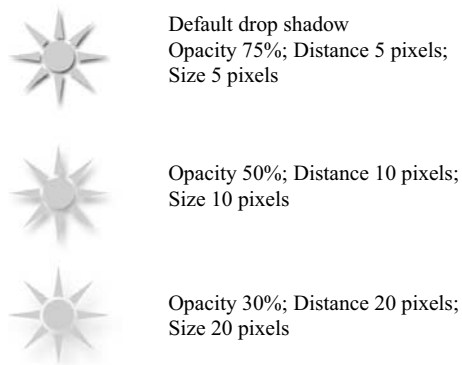 Default drop shadow
Opacity 75%; Distance 5 pixels;
Size 5 pixels
Opacity 50%; Distance 10 pixels;
Size 10 pixels
Opacity 30%; Distance 20 pixels;
Size 20 pixels